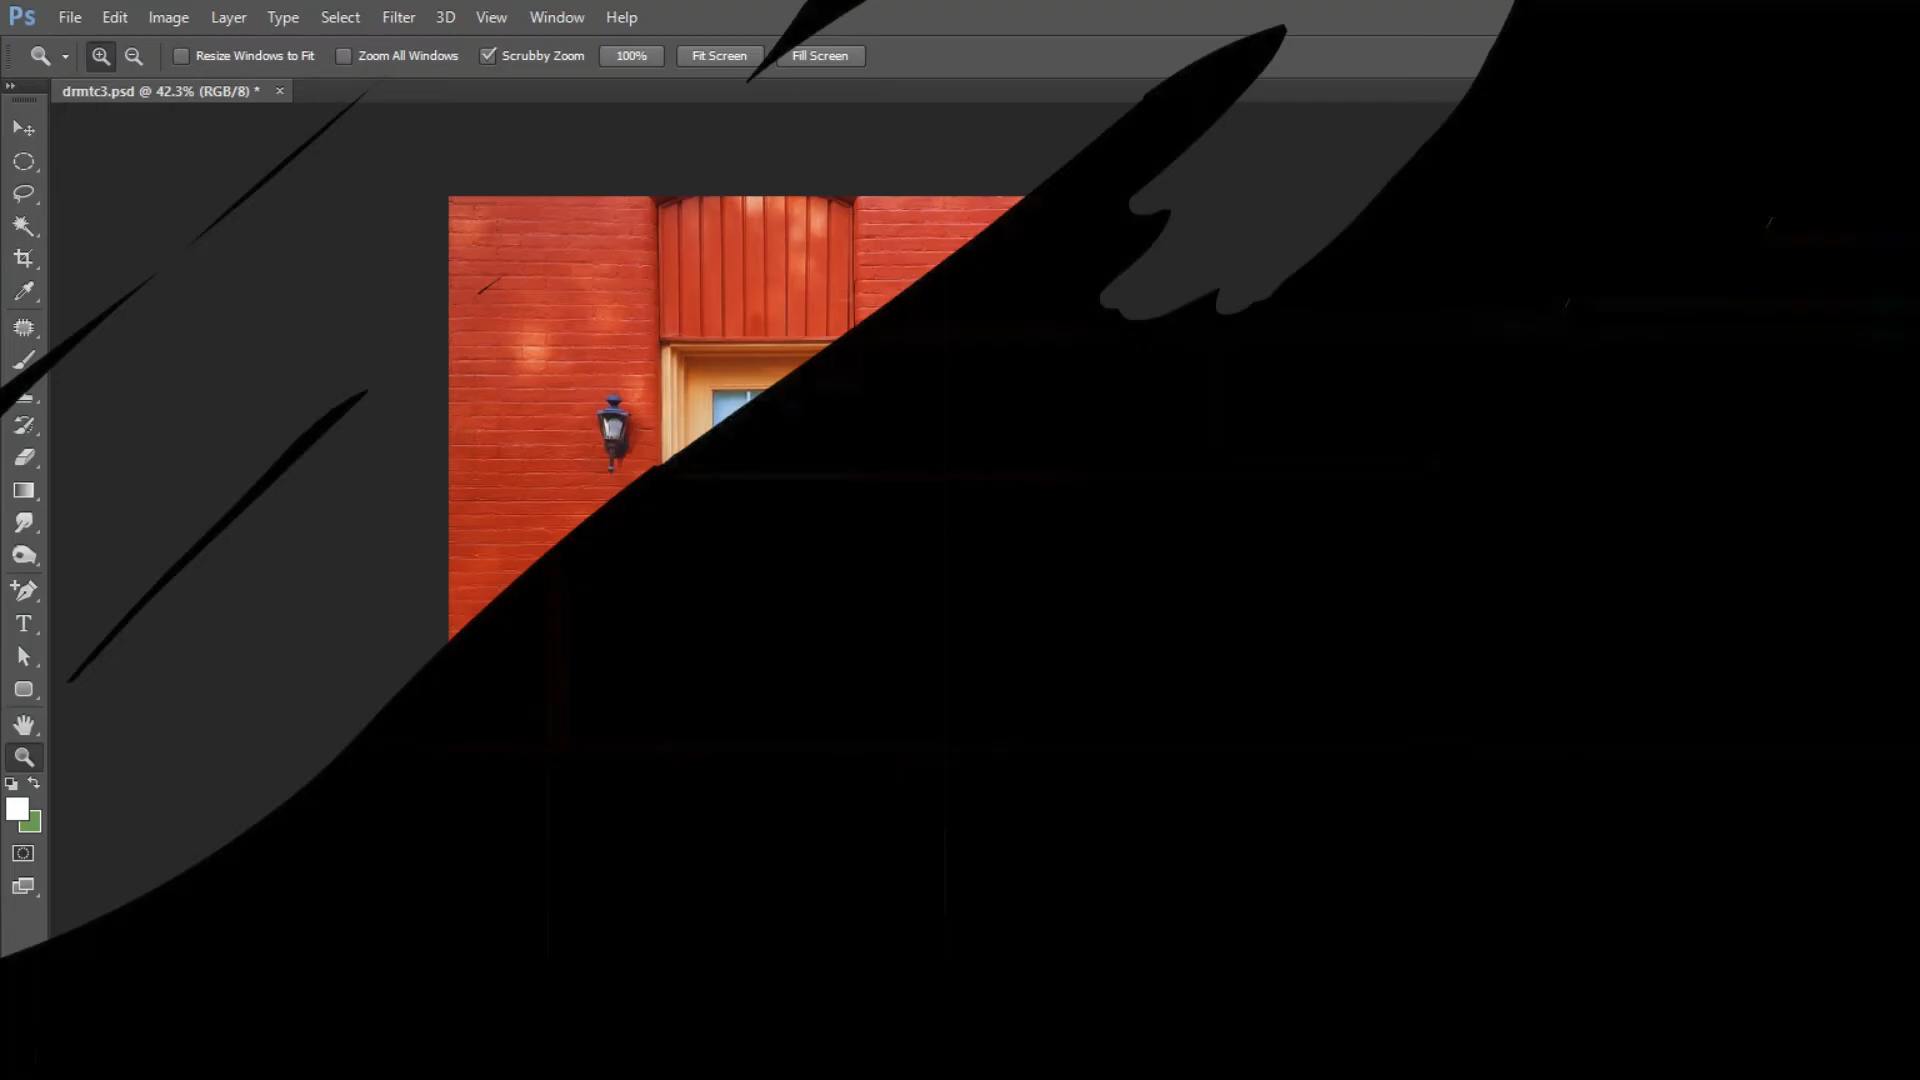 Ps File Edit Image Layer Type Select Filter 3D View Window Help
Resize Windows to Fit Zoom All Windows Scrubby Zoom 100% Fit Screen Fill Screen
drmtc3.psd @ 42.3% (RGB/8) * ×
T